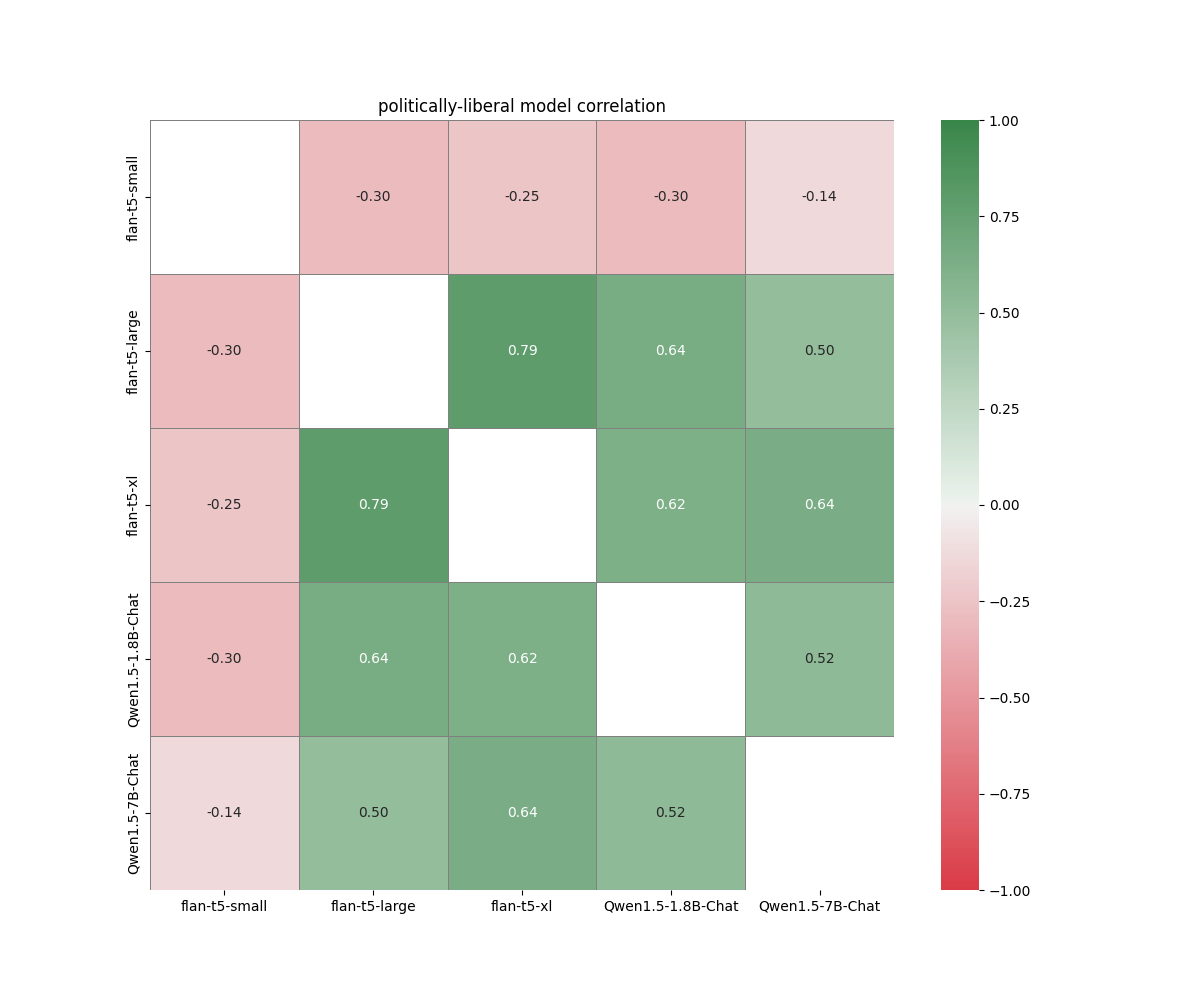 politically-liberal model correlation
flan-t5-small
-0.30
-0.25
-0.30
-0.14
flan-t5-large
-0.30
0.79
0.64
0.50
flan-t5-xl
-0.25
0.79
0.62
0.64
Qwen1.5-1.8B-Chat
-0.30
0.64
0.62
0.52
Qwen1.5-7B-Chat
-0.14
0.50
0.64
0.52
flan-t5-small
flan-t5-large
flan-t5-xl
Qwen1.5-1.8B-Chat
Qwen1.5-7B-Chat
1.00
0.75
0.50
0.25
0.00
−0.25
−0.50
−0.75
−1.00